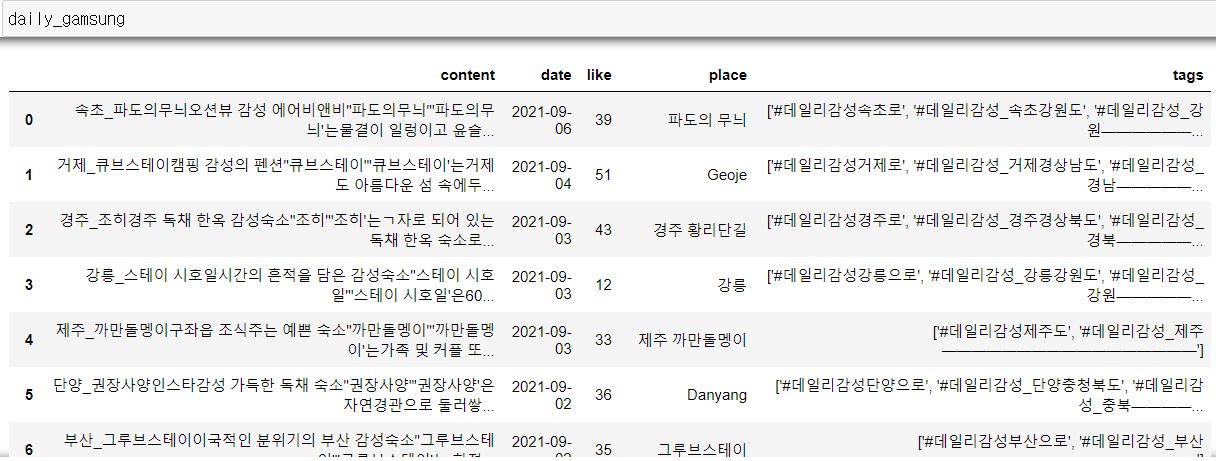 daily_gamsung
content date like place tags
0 속초_파도의무늬오션뷰 감성 에어비앤비"파도의무늬"'파도의무 2021-09- 39 파도의 무늬 ['#데일리감성속초로', '#데일리감성_속초강원도', '#데일리감성_강
늬'는물결이 일렁이고 윤슬... 06 원——————...
1 거제_큐브스테이캠핑 감성의 펜션"큐브스테이"'큐브스테이'는거제 2021-09- 51 Geoje ['#데일리감성거제로', '#데일리감성_거제경상남도', '#데일리감성_
도 아름다운 섬 속에두... 04 경남—————...
2 경주_조히경주 독채 한옥 감성숙소"조히"'조히'는ㄱ자로 되어 있는 2021-09- 43 경주 황리단길 ['#데일리감성경주로', '#데일리감성_경주경상북도', '#데일리감성_
독채 한옥 숙소로... 03 경북—————...
3 강릉_스테이 시호일시간의 흔적을 담은 감성숙소"스테이 시호 2021-09- 12 강릉 ['#데일리감성강릉으로', '#데일리감성_강릉강원도', '#데일리감성_
일"'스테이 시호일'은60... 03 강원—————...
4 제주_까만돌멩이구좌읍 조식주는 예쁜 숙소"까만돌멩이"'까만돌멩 2021-09- 33 제주 까만돌멩이 ['#데일리감성제주도', '#데일리감성_제주
이'는가족 및 커플 또... 03 —————————————————']
5 단양_권장사양인스타감성 가득한 독채 숙소"권장사양"'권장사양'은 2021-09- 36 Danyang ['#데일리감성단양으로', '#데일리감성_단양충청북도', '#데일리감
자연경관으로 둘러쌓... 02 성_충북————...
6 부산_그루브스테이이국적인 분위기의 부산 감성숙소"그루브스테 2021-09- 35 그루브스테이 ['#데일리감성부산으로', '#데일리감성_부산